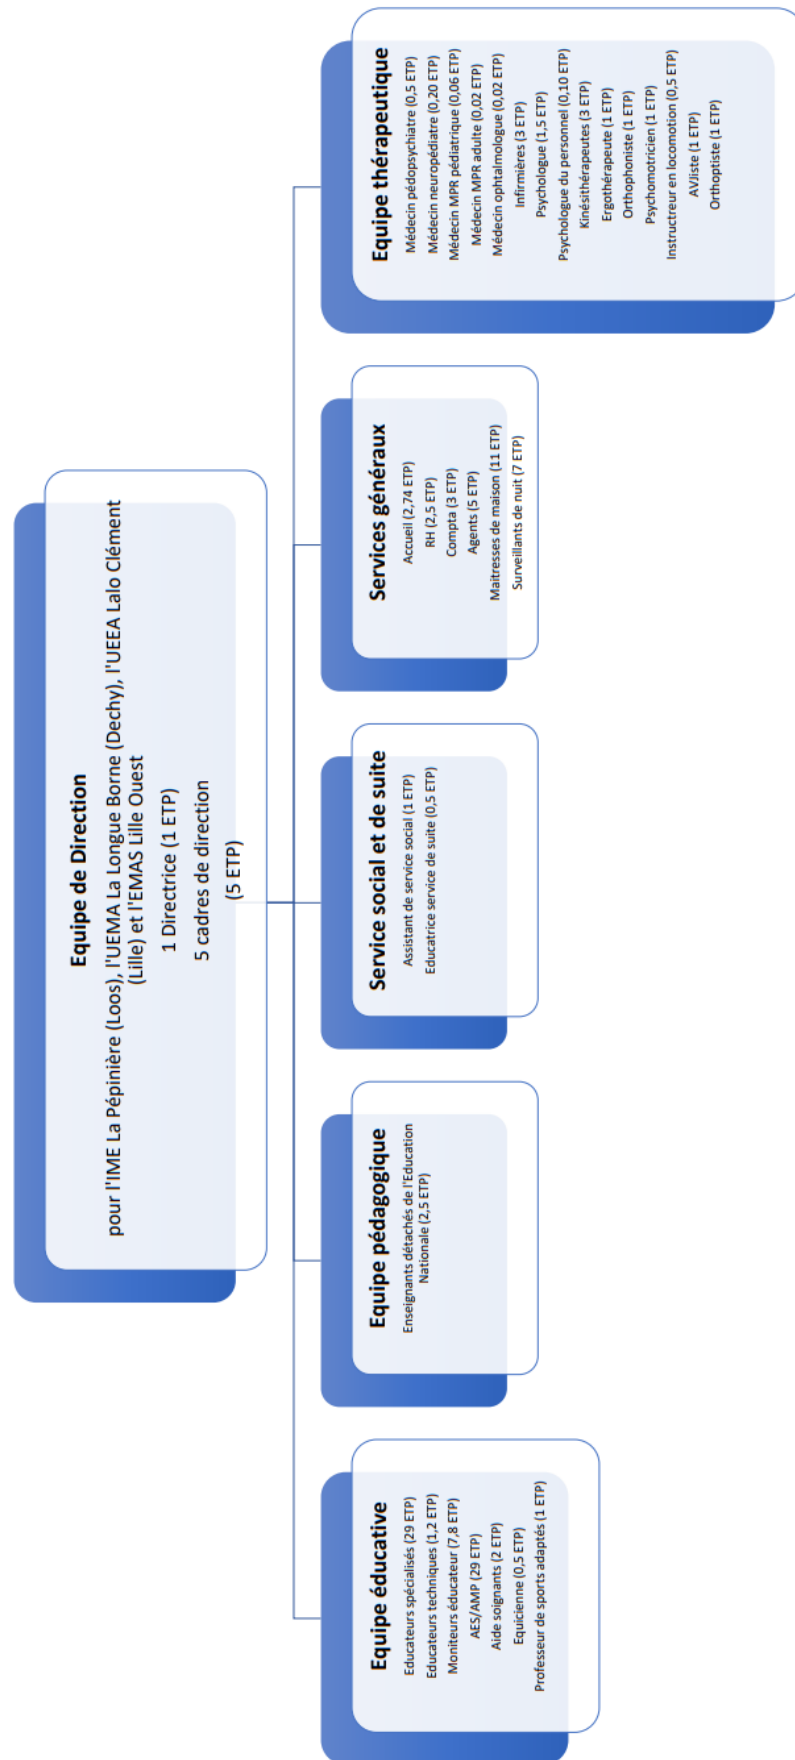 Equipe de Direction
pour l'IME La Pépinière (Loos), l'UEMA La Longue Borne (Dechy), l'UEEA Lalo Clément
(Lille) et l'EMAS Lille Ouest
1 Directrice (1 ETP)
5 cadres de direction
(5 ETP)
Equipe éducative
Educateurs spécialisés (29 ETP)
Educateurs techniques (1,2 ETP)
Moniteurs éducateur (7,8 ETP)
AES/AMP (29 ETP)
Aide soignants (2 ETP)
Equicienne (0,5 ETP)
Professeur de sports adaptés (1 ETP)
Equipe pédagogique
Enseignants détachés de l'Education
Nationale (2,5 ETP)
Service social et de suite
Assistant de service social (1 ETP)
Educatrice service de suite (0,5 ETP)
Services généraux
Accueil (2,74 ETP)
RH (2,5 ETP)
Compta (3 ETP)
Agents (5 ETP)
Maitresses de maison (11 ETP)
Surveillants de nuit (7 ETP)
Equipe thérapeutique
Médecin pédopsychiatre (0,5 ETP)
Médecin neuropédiatre (0,20 ETP)
Médecin MPR pédiatrique (0,06 ETP)
Médecin MPR adulte (0,02 ETP)
Médecin ophtalmologue (0,02 ETP)
Infirmières (3 ETP)
Psychologue (1,5 ETP)
Psychologue du personnel (0,10 ETP)
Kinésithérapeutes (3 ETP)
Ergothérapeute (1 ETP)
Orthophoniste (1 ETP)
Psychomotricien (1 ETP)
Instructreur en locomotion (0,5 ETP)
AVJiste (1 ETP)
Orthoptiste (1 ETP)